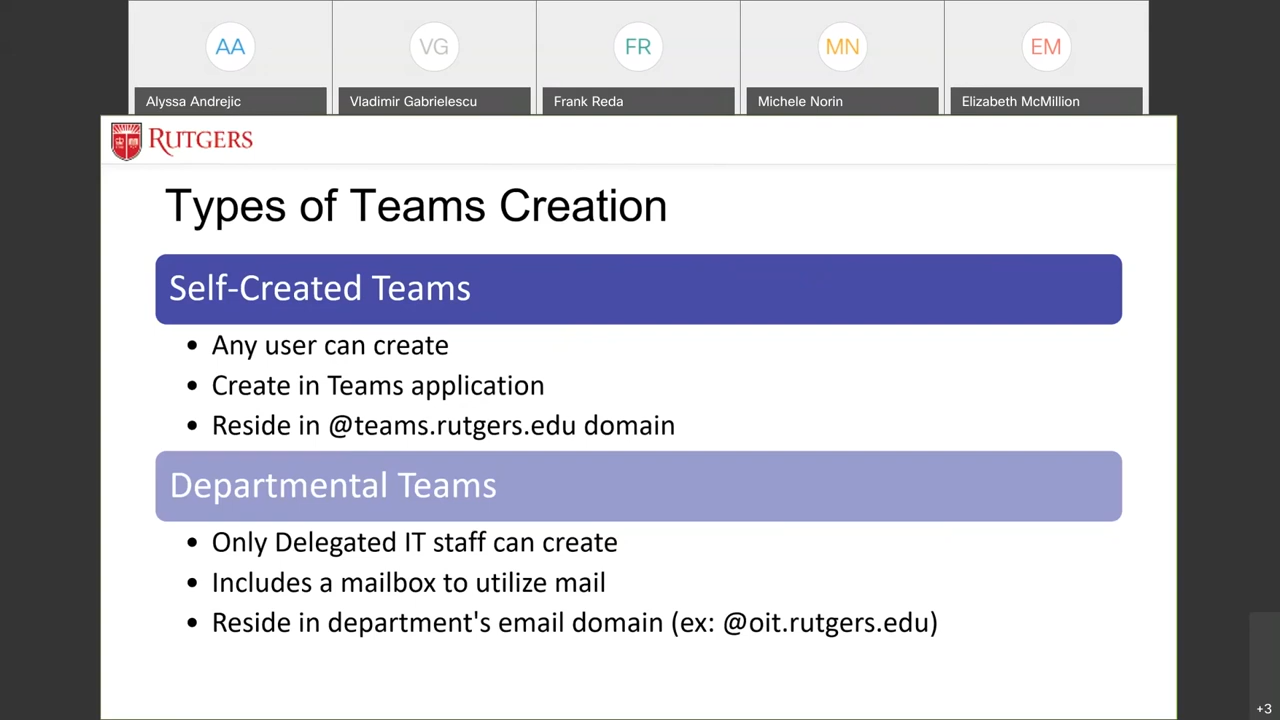 AA
VG
FR
MN
EM
Alyssa Andrejic
Vladimir Gabrielescu
Frank Reda
Michele Norin
Elizabeth McMillion
RUTGERS
Types of Teams Creation
Self-Created Teams
• Any user can create
• Create in Teams application
• Reside in @teams.rutgers.edu domain
Departmental Teams
• Only Delegated IT staff can create
• Includes a mailbox to utilize mail
• Reside in department's email domain (ex: @oit.rutgers.edu)
+3